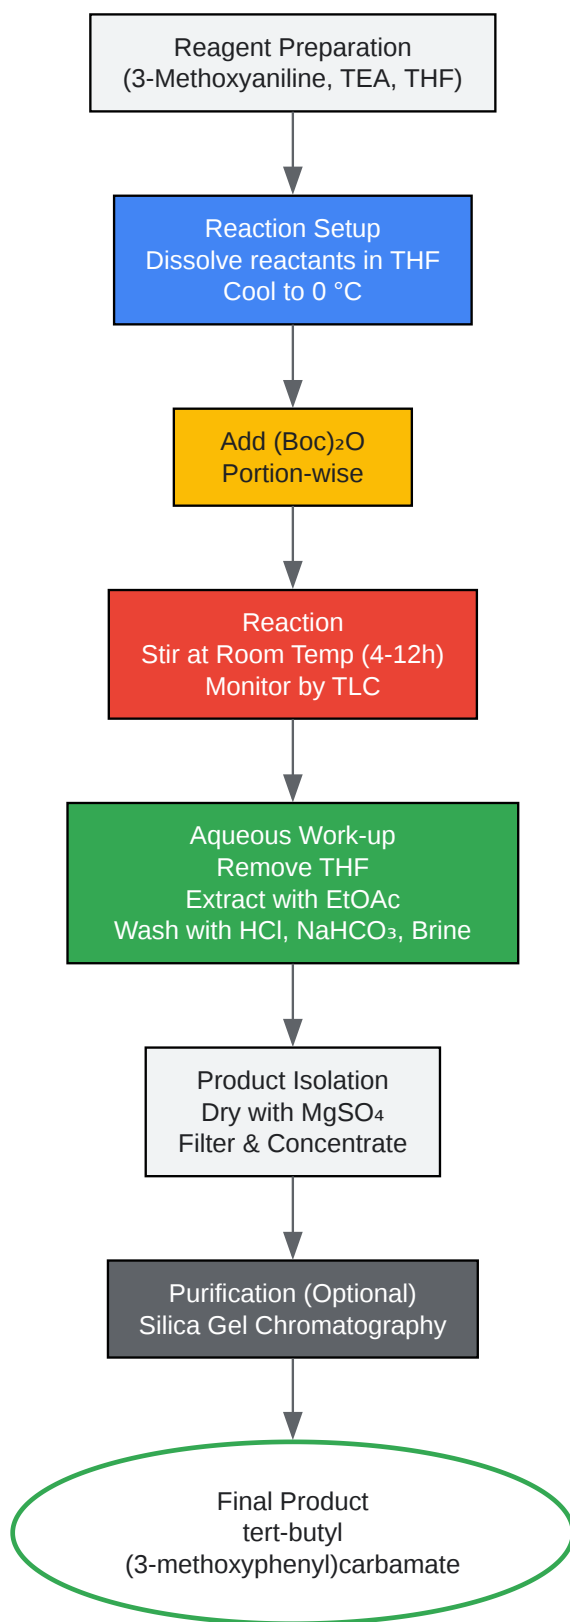 Reagent Preparation
(3-Methoxyaniline, TEA, THF)
Reaction Setup
Dissolve reactants in THF
Cool to 0 °C
Add (Boc)₂O
Portion-wise
Reaction
Stir at Room Temp (4-12h)
Monitor by TLC
Aqueous Work-up
Remove THF
Extract with EtOAc
Wash with HCl, NaHCO₃, Brine
Product Isolation
Dry with MgSO₄
Filter & Concentrate
Purification (Optional)
Silica Gel Chromatography
Final Product
tert-butyl
(3-methoxyphenyl)carbamate